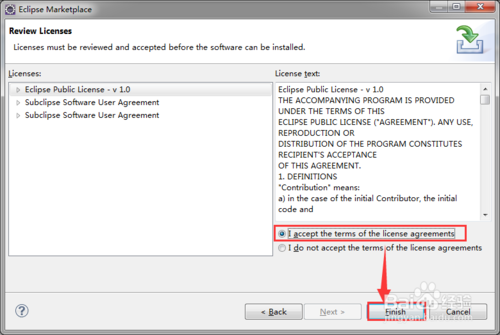 Eclipse Marketplace
Review Licenses
Licenses must be reviewed and accepted before the software can be installed.
Licenses:
Eclipse Public License - v 1.0
Subclipse Software User Agreement
Subclipse Software User Agreement
License text:
Eclipse Public License - v 1.0
THE ACCOMPANYING PROGRAM IS PROVIDED
UNDER THE TERMS OF THIS
ECLIPSE PUBLIC LICENSE ("AGREEMENT"). ANY USE,
REPRODUCTION OR
DISTRIBUTION OF THE PROGRAM CONSTITUTES
RECIPIENT'S ACCEPTANCE
OF THIS AGREEMENT.
1. DEFINITIONS
"Contribution" means:
a) in the case of the initial Contributor, the initial
code and
I accept the terms of the license agreements
I do not accept the terms of the license agreements
?
< Back
Next >
Finish
Cancel
Baidu经验
jingyan.baidu.com